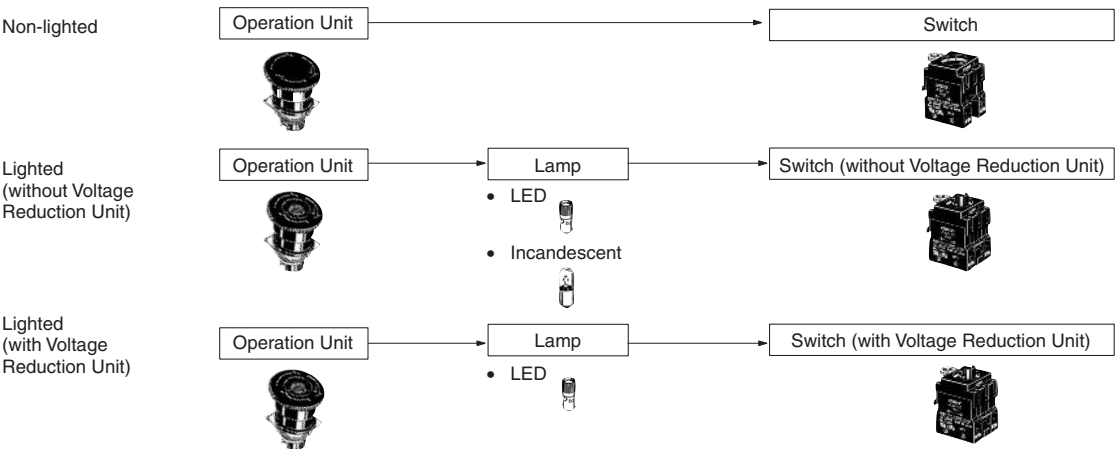 Non-lighted
Operation Unit
Switch
Lighted
(without Voltage
Reduction Unit)
Operation Unit
Lamp
Switch (without Voltage Reduction Unit)
• LED
• Incandescent
Lighted
(with Voltage
Reduction Unit)
Operation Unit
Lamp
Switch (with Voltage Reduction Unit)
• LED